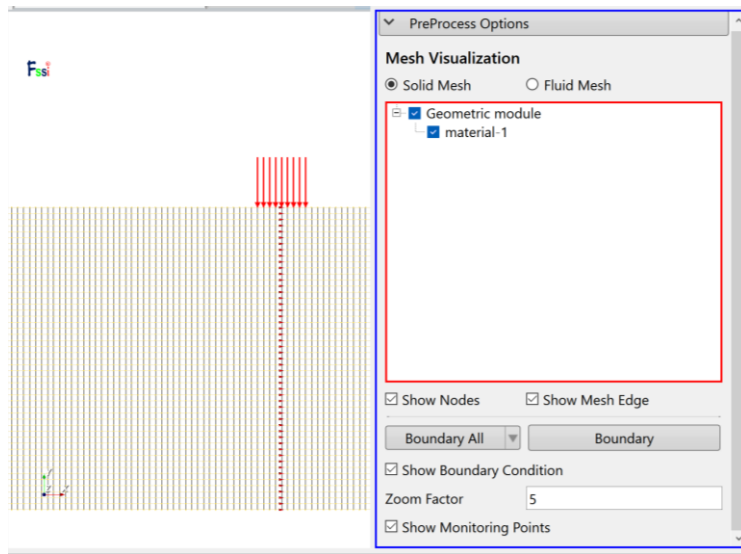 PreProcess Options
Fssi
Mesh Visualization
Solid Mesh Fluid Mesh
Geometric module
material-1
Show Nodes Show Mesh Edge
Boundary All Boundary
Show Boundary Condition
Zoom Factor 5
Show Monitoring Points